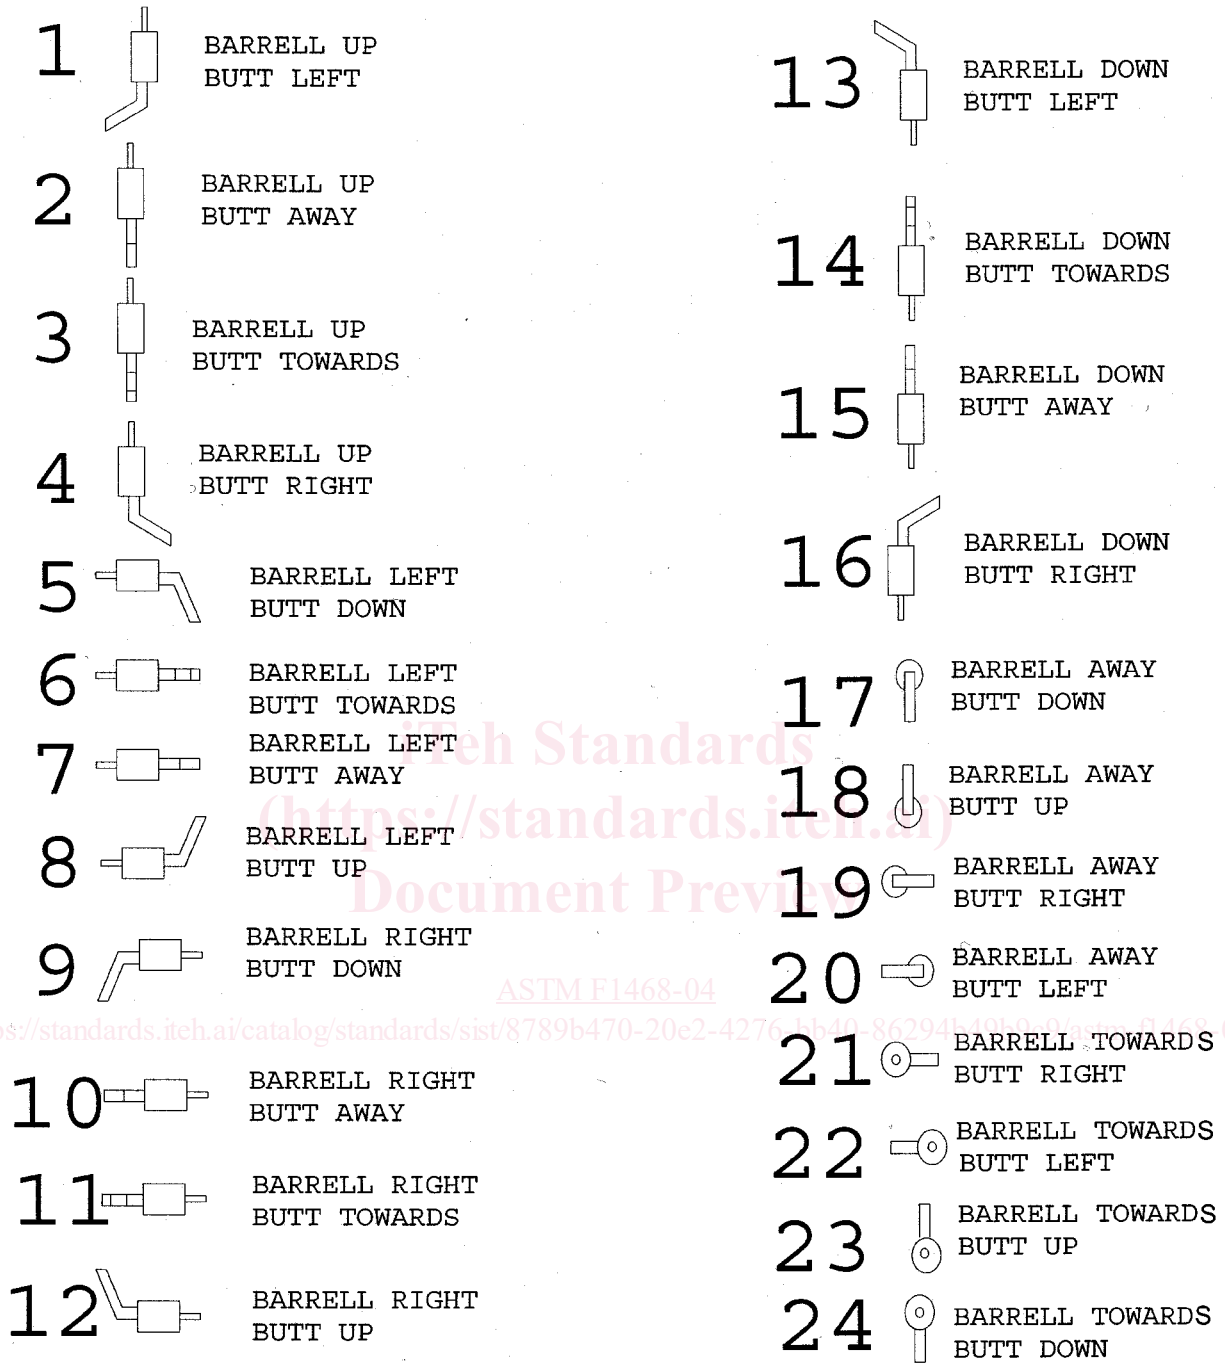 1 BARRELL UP
BUTT LEFT
2 BARRELL UP
BUTT AWAY
3 BARRELL UP
BUTT TOWARDS
4 BARRELL UP
BUTT RIGHT
5 BARRELL LEFT
BUTT DOWN
6 BARRELL LEFT
BUTT TOWARDS
7 BARRELL LEFT
BUTT AWAY
8 BARRELL LEFT
BUTT UP
9 BARRELL RIGHT
BUTT DOWN
10 BARRELL RIGHT
BUTT AWAY
11 BARRELL RIGHT
BUTT TOWARDS
12 BARRELL RIGHT
BUTT UP
13 BARRELL DOWN
BUTT LEFT
14 BARRELL DOWN
BUTT TOWARDS
15 BARRELL DOWN
BUTT AWAY
16 BARRELL DOWN
BUTT RIGHT
17 BARRELL AWAY
BUTT DOWN
18 BARRELL AWAY
BUTT UP
19 BARRELL AWAY
BUTT RIGHT
20 BARRELL AWAY
BUTT LEFT
21 BARRELL TOWARDS
BUTT RIGHT
22 BARRELL TOWARDS
BUTT LEFT
23 BARRELL TOWARDS
BUTT UP
24 BARRELL TOWARDS
BUTT DOWN
iTeh Standards
(https://standards.iteh.ai)
Document Preview
ASTM F1468-04